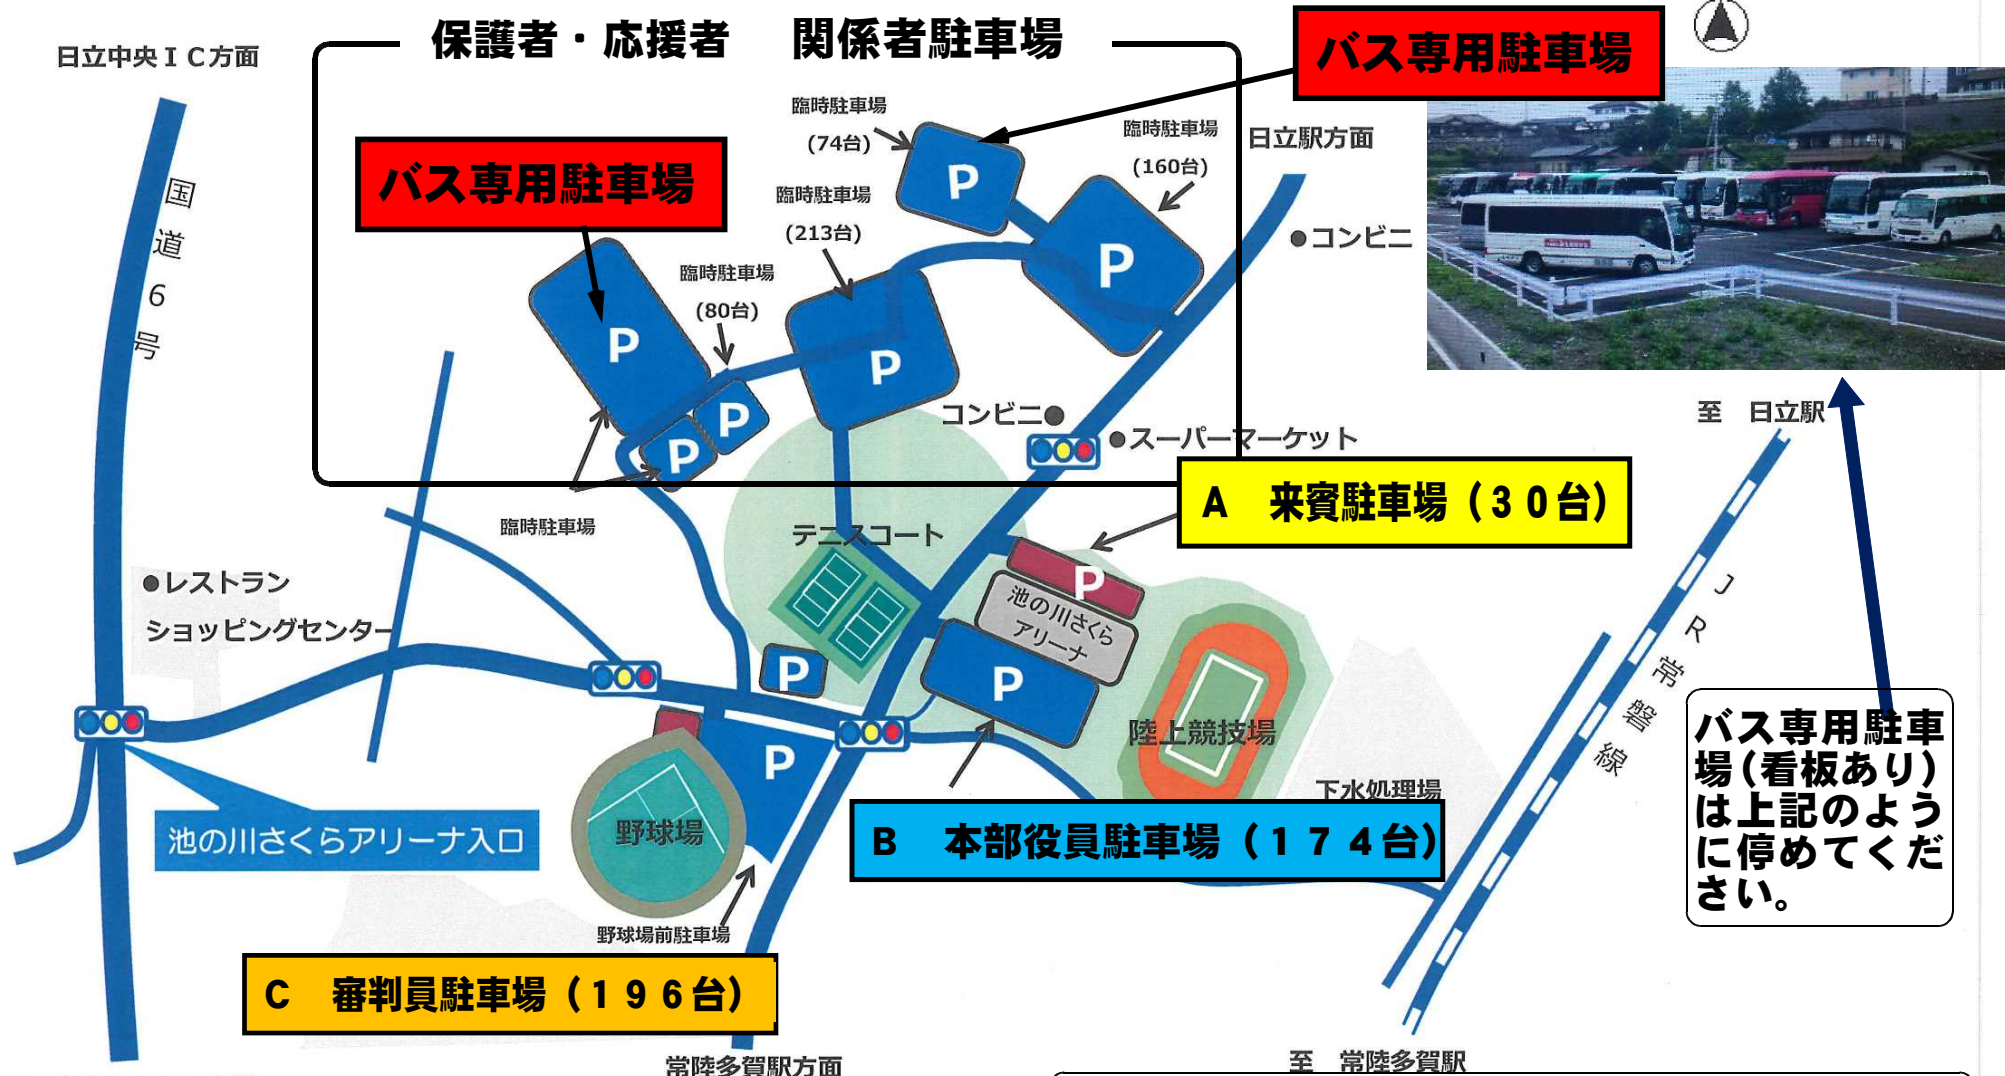 保護者・応援者　関係者駐車場
バス専用駐車場
日立中央ＩＣ方面
臨時駐車場
(74台)
臨時駐車場
(160台)
日立駅方面
バス専用駐車場
国道6号
臨時駐車場
(213台)
●コンビニ
臨時駐車場
(80台)
P
P
P
P
P
P
コンビニ●
●スーパーマーケット
至　日立駅
A　来賓駐車場（３０台）
臨時駐車場
テニスコート
P
●レストラン
ショッピングセンター
池の川さくら
アリーナ
ＪＲ常磐線
P
P
陸上競技場
バス専用駐車
場（看板あり）
は上記のよう
に停めてくだ
さい。
P
下水処理場
池の川さくらアリーナ入口
野球場
B　本部役員駐車場（１７４台）
野球場前駐車場
C　審判員駐車場（１９６台）
常陸多賀駅方面
至　常陸多賀駅